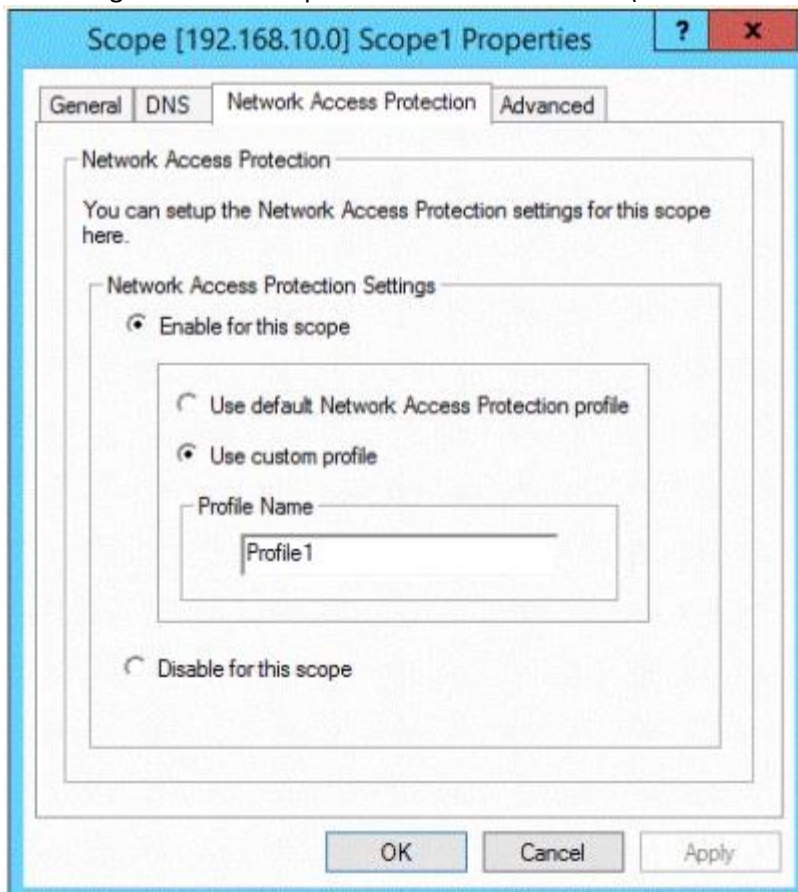 Scope [192.168.10.0] Scope1 Properties
? x
General DNS Network Access Protection Advanced
Network Access Protection
You can setup the Network Access Protection settings for this scope
here.
Network Access Protection Settings
Enable for this scope
Use default Network Access Protection profile
Use custom profile
Profile Name
Profile1
Disable for this scope
OK Cancel Apply